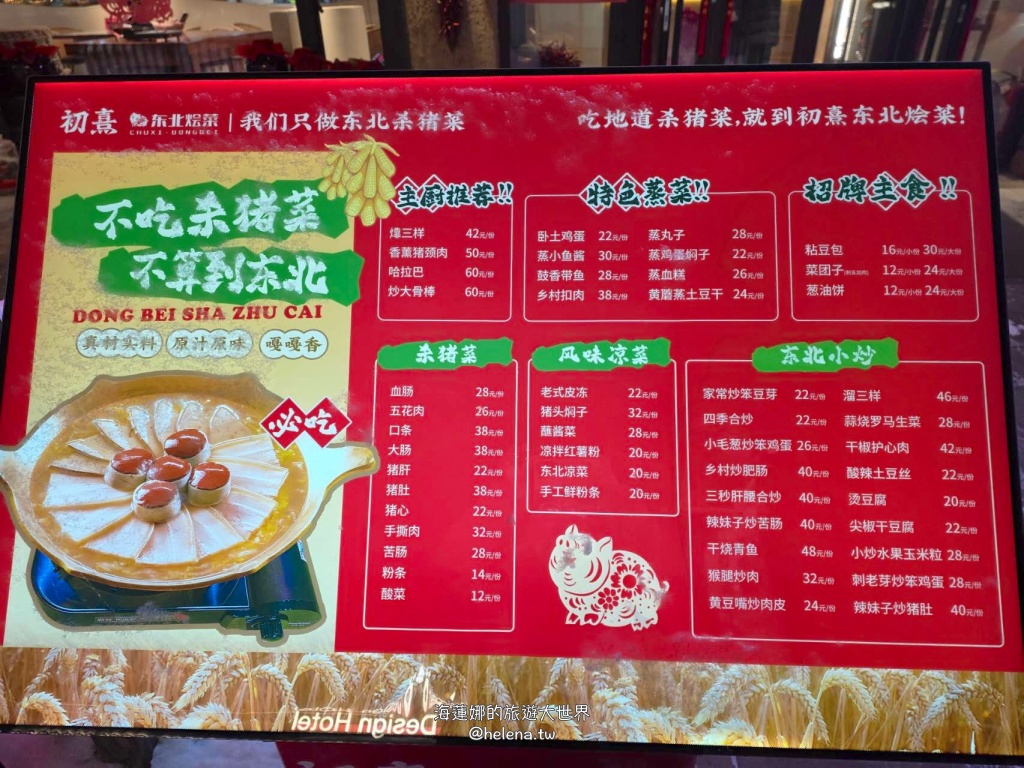 初熹 东北烩菜 | 我们只做东北杀猪菜
CHUXI·DONGBEI
吃地道杀猪菜,就到初熹东北烩菜!
不吃杀猪菜
不算到东北
DONG BEI SHA ZHU CAI
真材实料 原汁原味 嘎嘎香
必吃
主厨推荐!!
㸆三样 42元/份
香薰猪颈肉 50元/份
哈拉巴 60元/份
炒大骨棒 60元/份
特色蒸菜!!
卧土鸡蛋 22元/份 蒸丸子 28元/份
蒸小鱼酱 30元/份 蒸鸡蛋焖子 22元/份
鼓香带鱼 28元/份 蒸血糕 26元/份
乡村扣肉 38元/份 黄蘑蒸土豆干 24元/份
招牌主食!!
粘豆包 16元/小份 30元/大份
菜团子 12元/小份 24元/大份
葱油饼 12元/小份 24元/大份
杀猪菜
血肠 28元/份
五花肉 26元/份
口条 38元/份
大肠 38元/份
猪肝 22元/份
猪肚 38元/份
猪心 22元/份
手撕肉 32元/份
苦肠 28元/份
粉条 14元/份
酸菜 12元/份
风味凉菜
老式皮冻 22元/份
猪头焖子 32元/份
蘸酱菜 28元/份
凉拌红薯粉 20元/份
东北凉菜 20元/份
手工鲜粉条 20元/份
东北小炒
家常炒笨豆芽 22元/份 溜三样 46元/份
四季合炒 22元/份 蒜烧罗马生菜 28元/份
小毛葱炒笨鸡蛋 26元/份 干椒护心肉 42元/份
乡村炒肥肠 40元/份 酸辣土豆丝 22元/份
三秒肝腰合炒 40元/份 烫豆腐 20元/份
辣妹子炒苦肠 40元/份 尖椒干豆腐 22元/份
干烧青鱼 48元/份 小炒水果玉米粒 28元/份
猴腿炒肉 32元/份 刺老芽炒笨鸡蛋 28元/份
黄豆嘴炒肉皮 24元/份 辣妹子炒猪肚 40元/份
Design Hotel
海蓮娜的旅遊大世界
@helena.tw